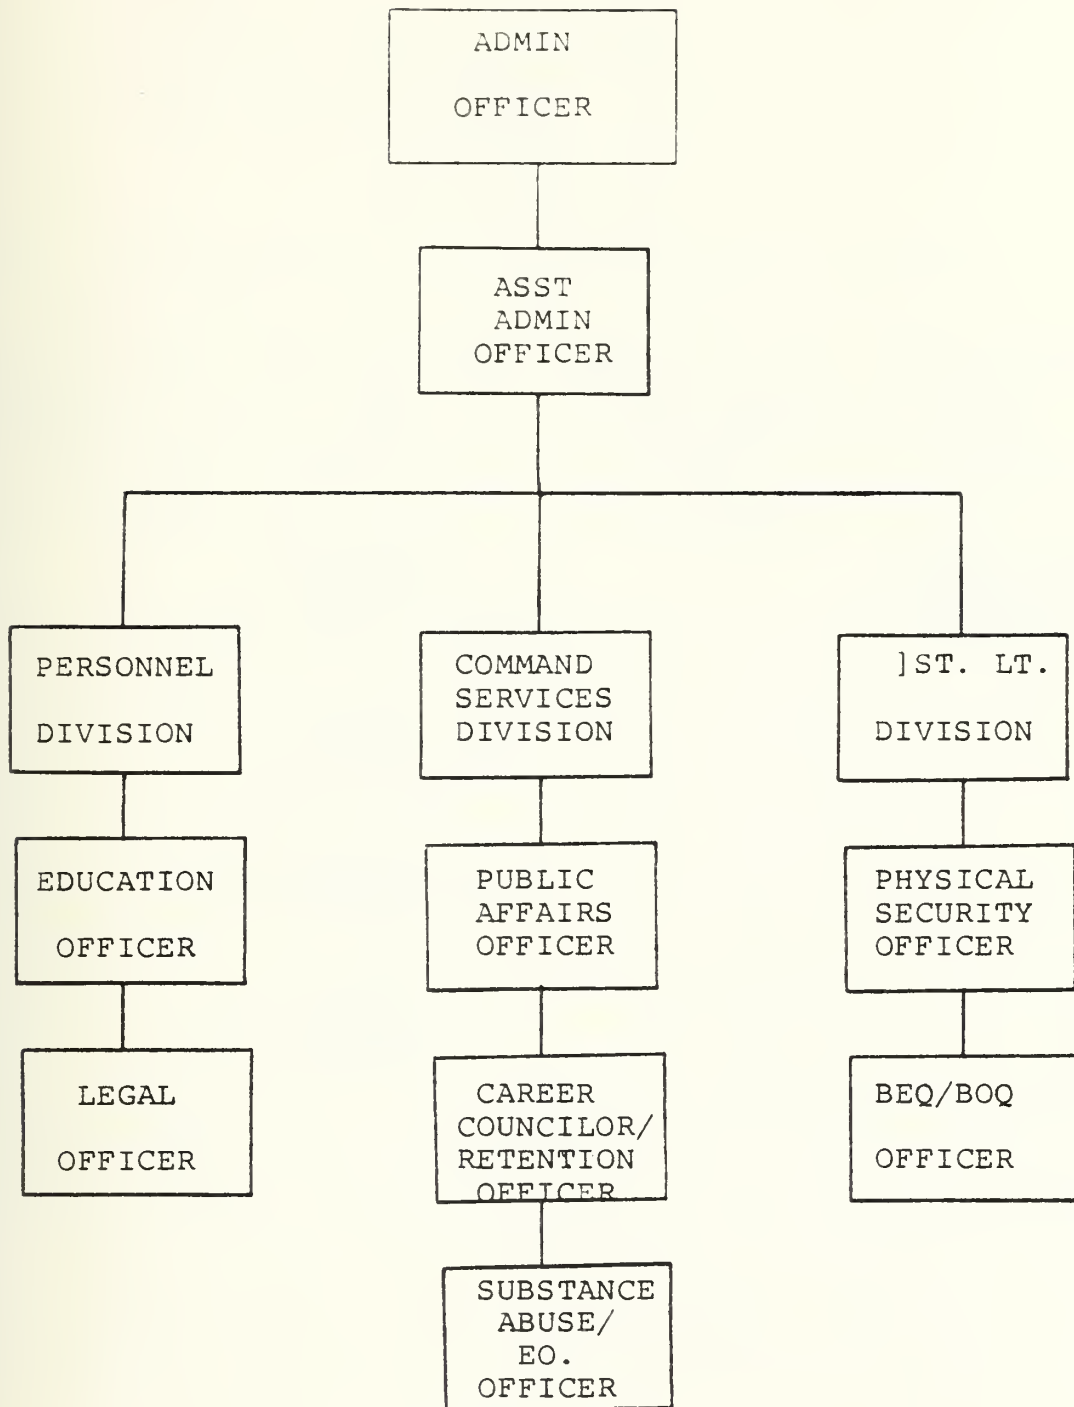 ADMIN
OFFICER
ASST
ADMIN
OFFICER
PERSONNEL
DIVISION
COMMAND
SERVICES
DIVISION
]ST. LT.
DIVISION
EDUCATION
OFFICER
PUBLIC
AFFAIRS
OFFICER
PHYSICAL
SECURITY
OFFICER
LEGAL
OFFICER
CAREER
COUNCILOR/
RETENTION
OFFICER
BEQ/BOQ
OFFICER
SUBSTANCE
ABUSE/
EO.
OFFICER